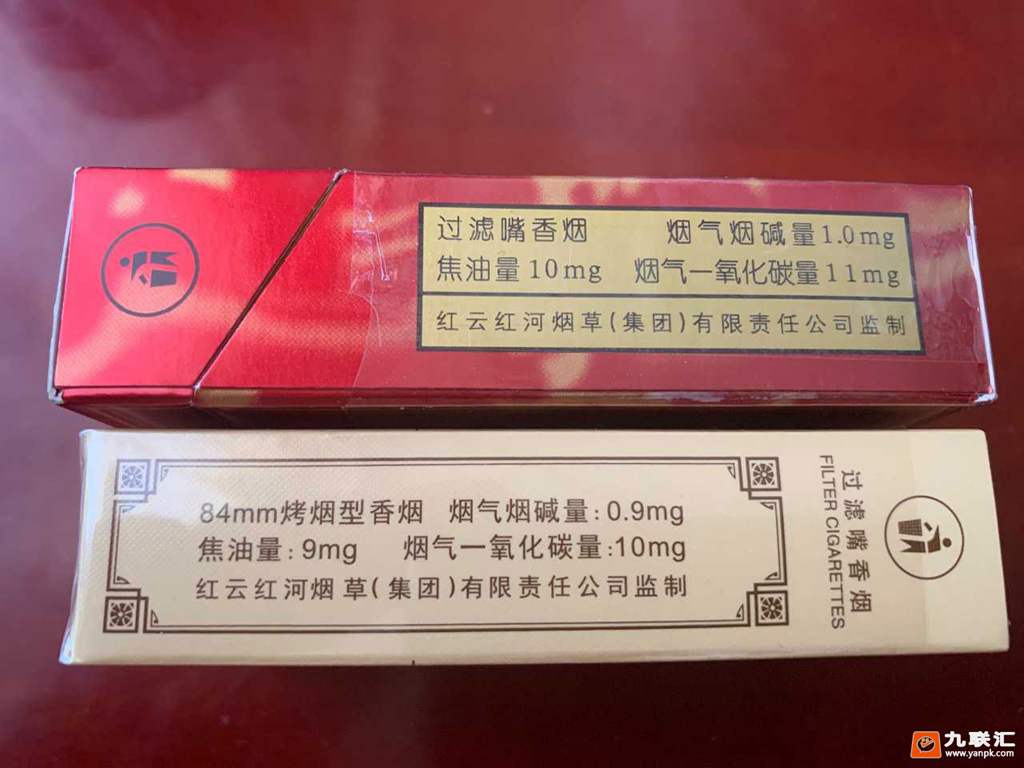 过滤嘴香烟 烟气烟碱量1.0mg
焦油量10mg 烟气一氧化碳量11mg
红云红河烟草(集团)有限责任公司监制
84mm烤烟型香烟 烟气烟碱量:0.9mg
焦油量:9mg 烟气一氧化碳量:10mg
红云红河烟草(集团)有限责任公司监制
过滤嘴香烟
FILTER CIGARETTES
九联汇
www.yanpk.com